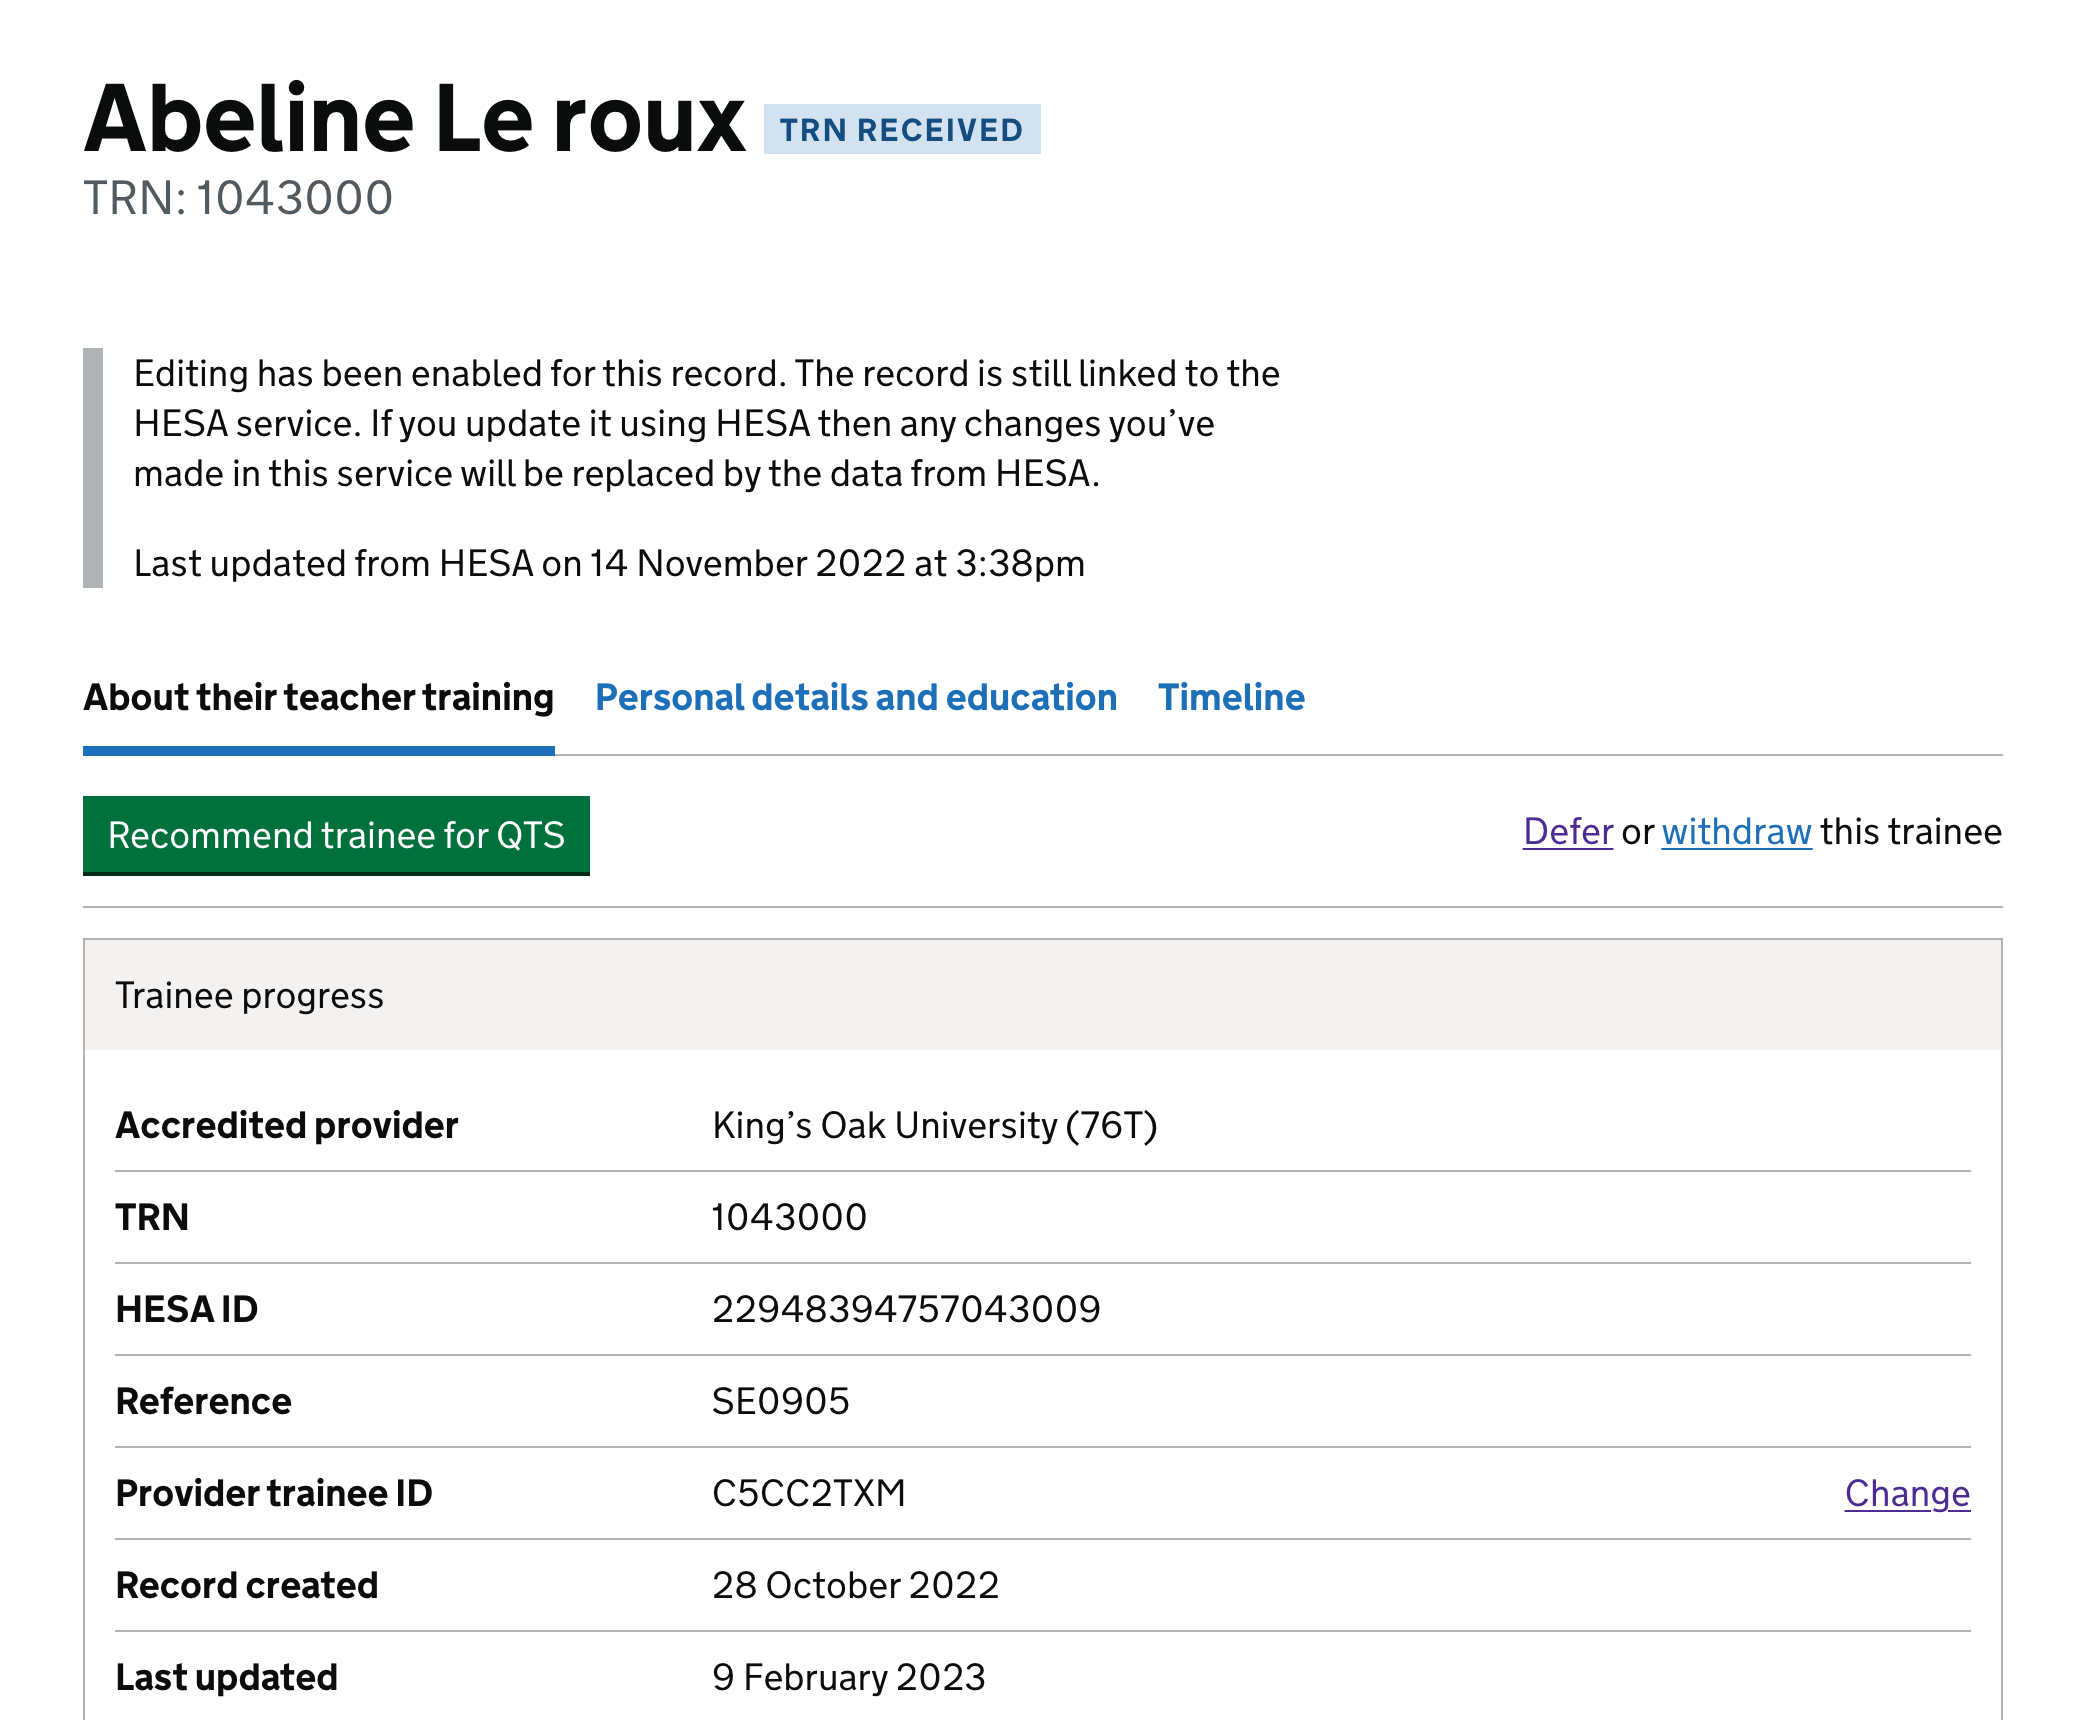 Abeline Le roux TRN RECEIVED
TRN: 1043000
Editing has been enabled for this record. The record is still linked to the
HESA service. If you update it using HESA then any changes you’ve
made in this service will be replaced by the data from HESA.
Last updated from HESA on 14 November 2022 at 3:38pm
About their teacher training Personal details and education Timeline
Recommend trainee for QTS Defer or withdraw this trainee
Trainee progress
Accredited provider King’s Oak University (76T)
TRN 1043000
HESA ID 22948394757043009
Reference SE0905
Provider trainee ID C5CC2TXM Change
Record created 28 October 2022
Last updated 9 February 2023